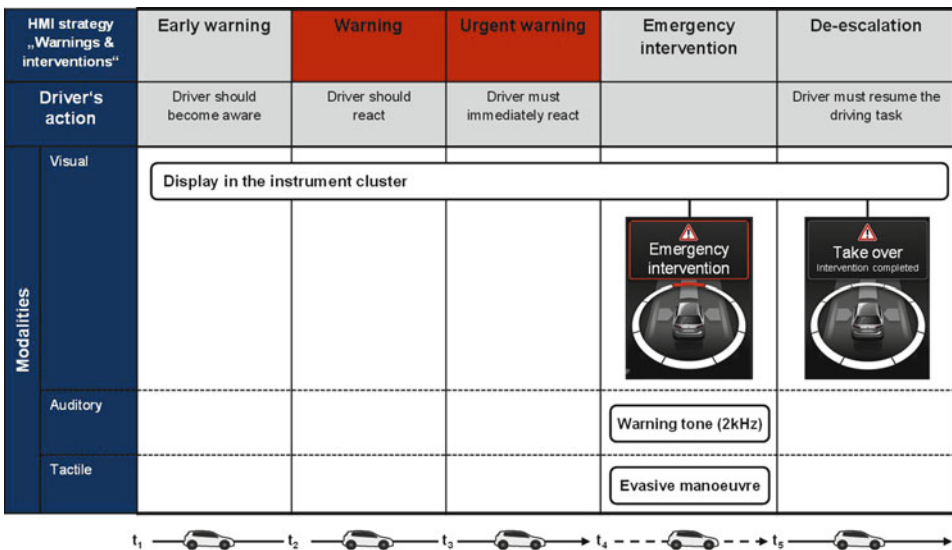 HMI strategy
„Warnings &
interventions“
Early warning
Warning
Urgent warning
Emergency
intervention
De-escalation
Driver‘s
action
Driver should
become aware
Driver should
react
Driver must
immediately react
Driver must resume the
driving task
Modalities
Visual
Display in the instrument cluster
Emergency
intervention
Take over
Intervention completed
Auditory
Warning tone (2kHz)
Tactile
Evasive manoeuvre
t1
t2
t3
t4
t5